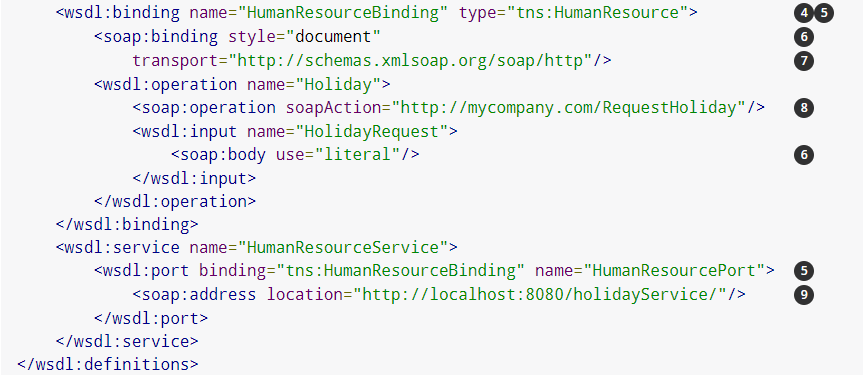 <wsdl:binding name="HumanResourceBinding" type="tns:HumanResource"> 4 5
<soap:binding style="document" 6
transport="http://schemas.xmlsoap.org/soap/http"/> 7
<wsdl:operation name="Holiday">
<soap:operation soapAction="http://mycompany.com/RequestHoliday"/> 8
<wsdl:input name="HolidayRequest">
<soap:body use="literal"/> 6
</wsdl:input>
</wsdl:operation>
</wsdl:binding>
<wsdl:service name="HumanResourceService">
<wsdl:port binding="tns:HumanResourceBinding" name="HumanResourcePort"> 5
<soap:address location="http://localhost:8080/holidayService/"/> 9
</wsdl:port>
</wsdl:service>
</wsdl:definitions>